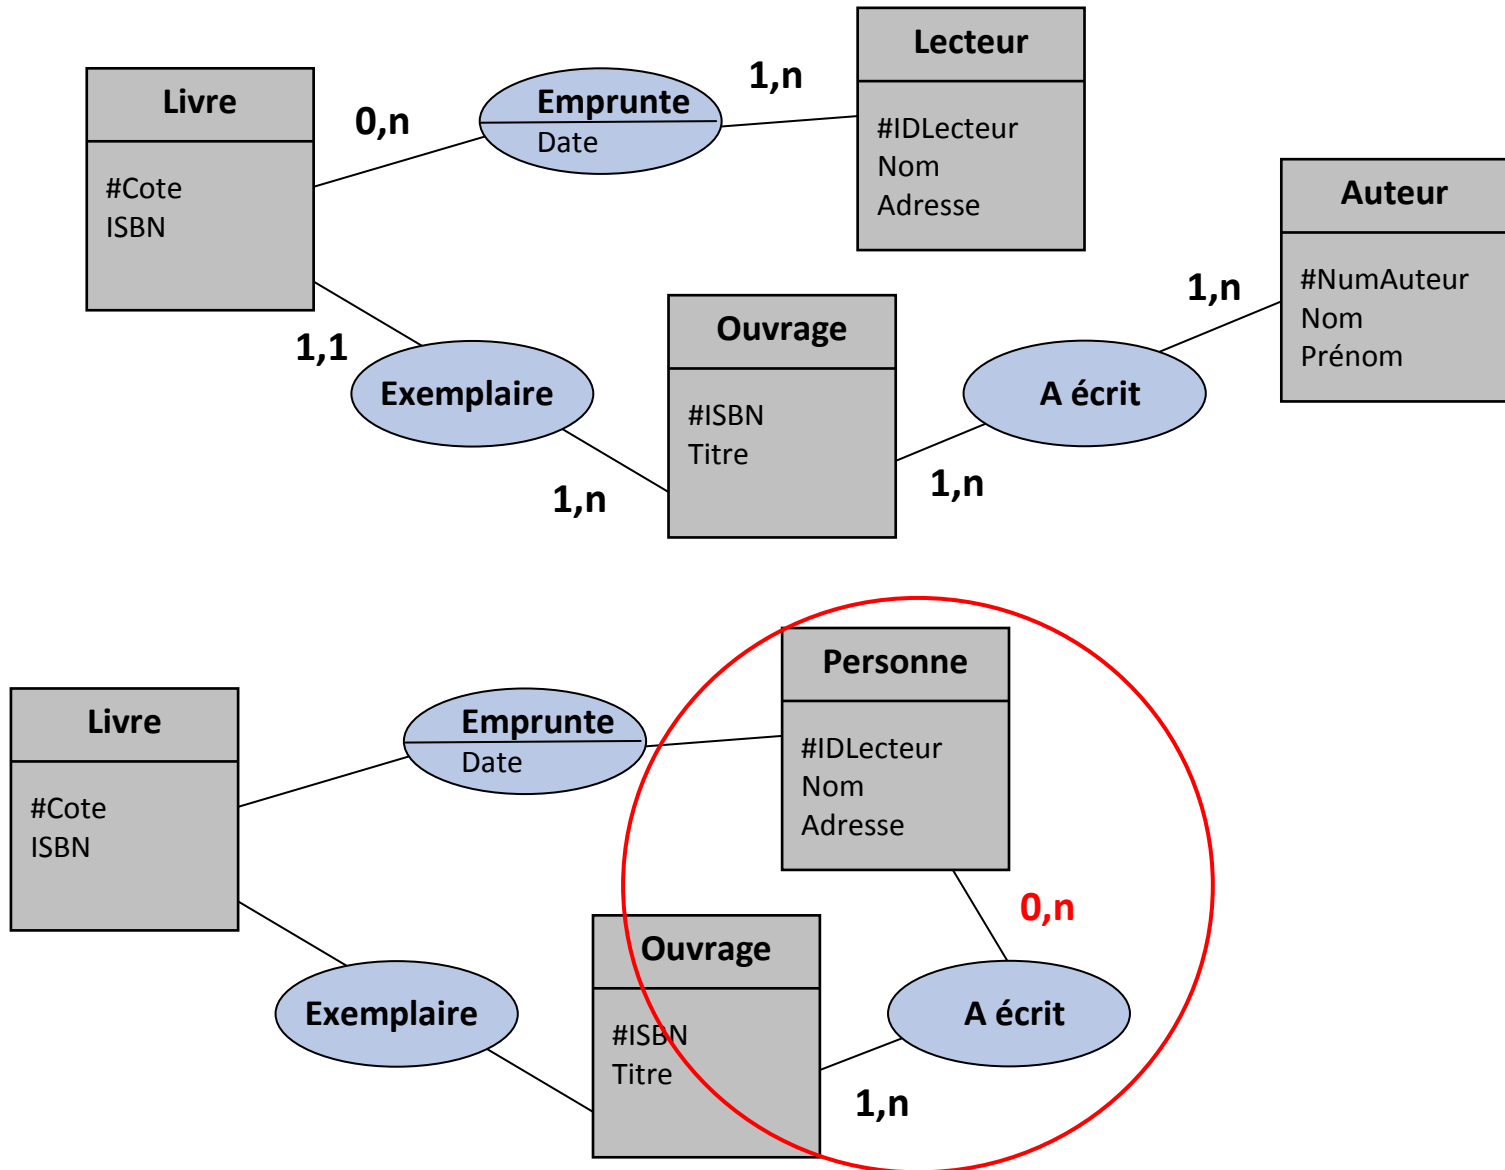 Lecteur
#IDLecteur
Nom
Adresse
Livre
#Cote
ISBN
0,n
Emprunte
Date
1,n
Auteur
#NumAuteur
Nom
Prénom
1,1
Exemplaire
1,n
Ouvrage
#ISBN
Titre
1,n
A écrit
1,n
Personne
#IDLecteur
Nom
Adresse
Livre
#Cote
ISBN
Emprunte
Date
0,n
Ouvrage
#ISBN
Titre
Exemplaire
A écrit
1,n